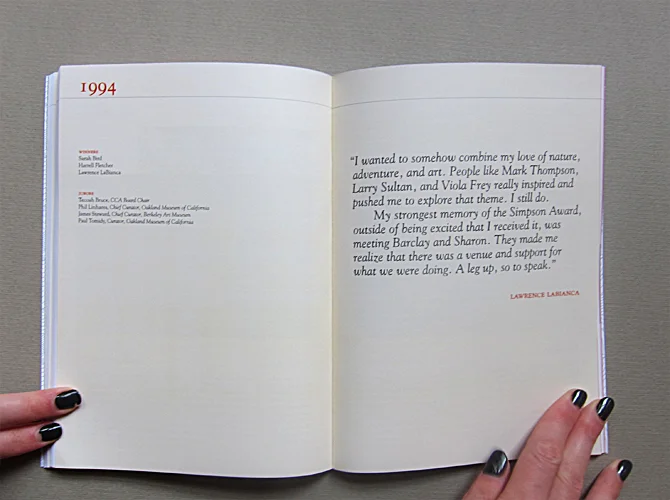 1994
WINNERS
Sarah Bird
Harrell Fletcher
Lawrence LaBianca
JURORS
Tecoah Bruce, CCA Board Chair
Phil Linhares, Chief Curator, Oakland Museum of California
James Steward, Chief Curator, Berkeley Art Museum
Paul Tomidy, Curator, Oakland Museum of California
“I wanted to somehow combine my love of nature,
adventure, and art. People like Mark Thompson,
Larry Sultan, and Viola Frey really inspired and
pushed me to explore that theme. I still do.
My strongest memory of the Simpson Award,
outside of being excited that I received it, was
meeting Barclay and Sharon. They made me
realize that there was a venue and support for
what we were doing. A leg up, so to speak.”
LAWRENCE LABIANCA